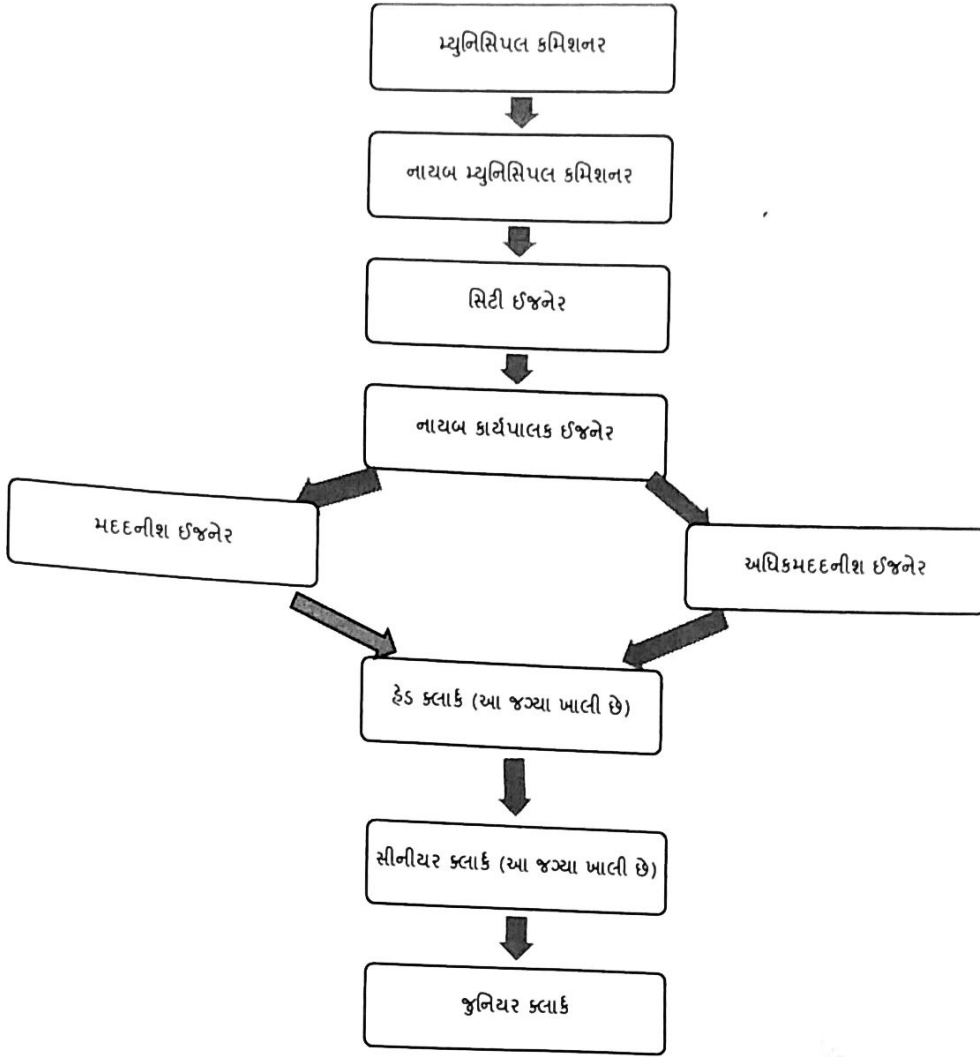 મ્યુનિસિપલ કમિશનર
નાયબ મ્યુનિસિપલ કમિશનર
સિટી ઈજનેર
નાયબ કાર્યપાલક ઈજનેર
મદદનીશ ઈજનેર
અધિકમદદનીશ ઈજનેર
હેડ ક્લાર્ક (આ જગ્યા ખાલી છે)
સીનીયર ક્લાર્ક (આ જગ્યા ખાલી છે)
જુનિયર ક્લાર્ક